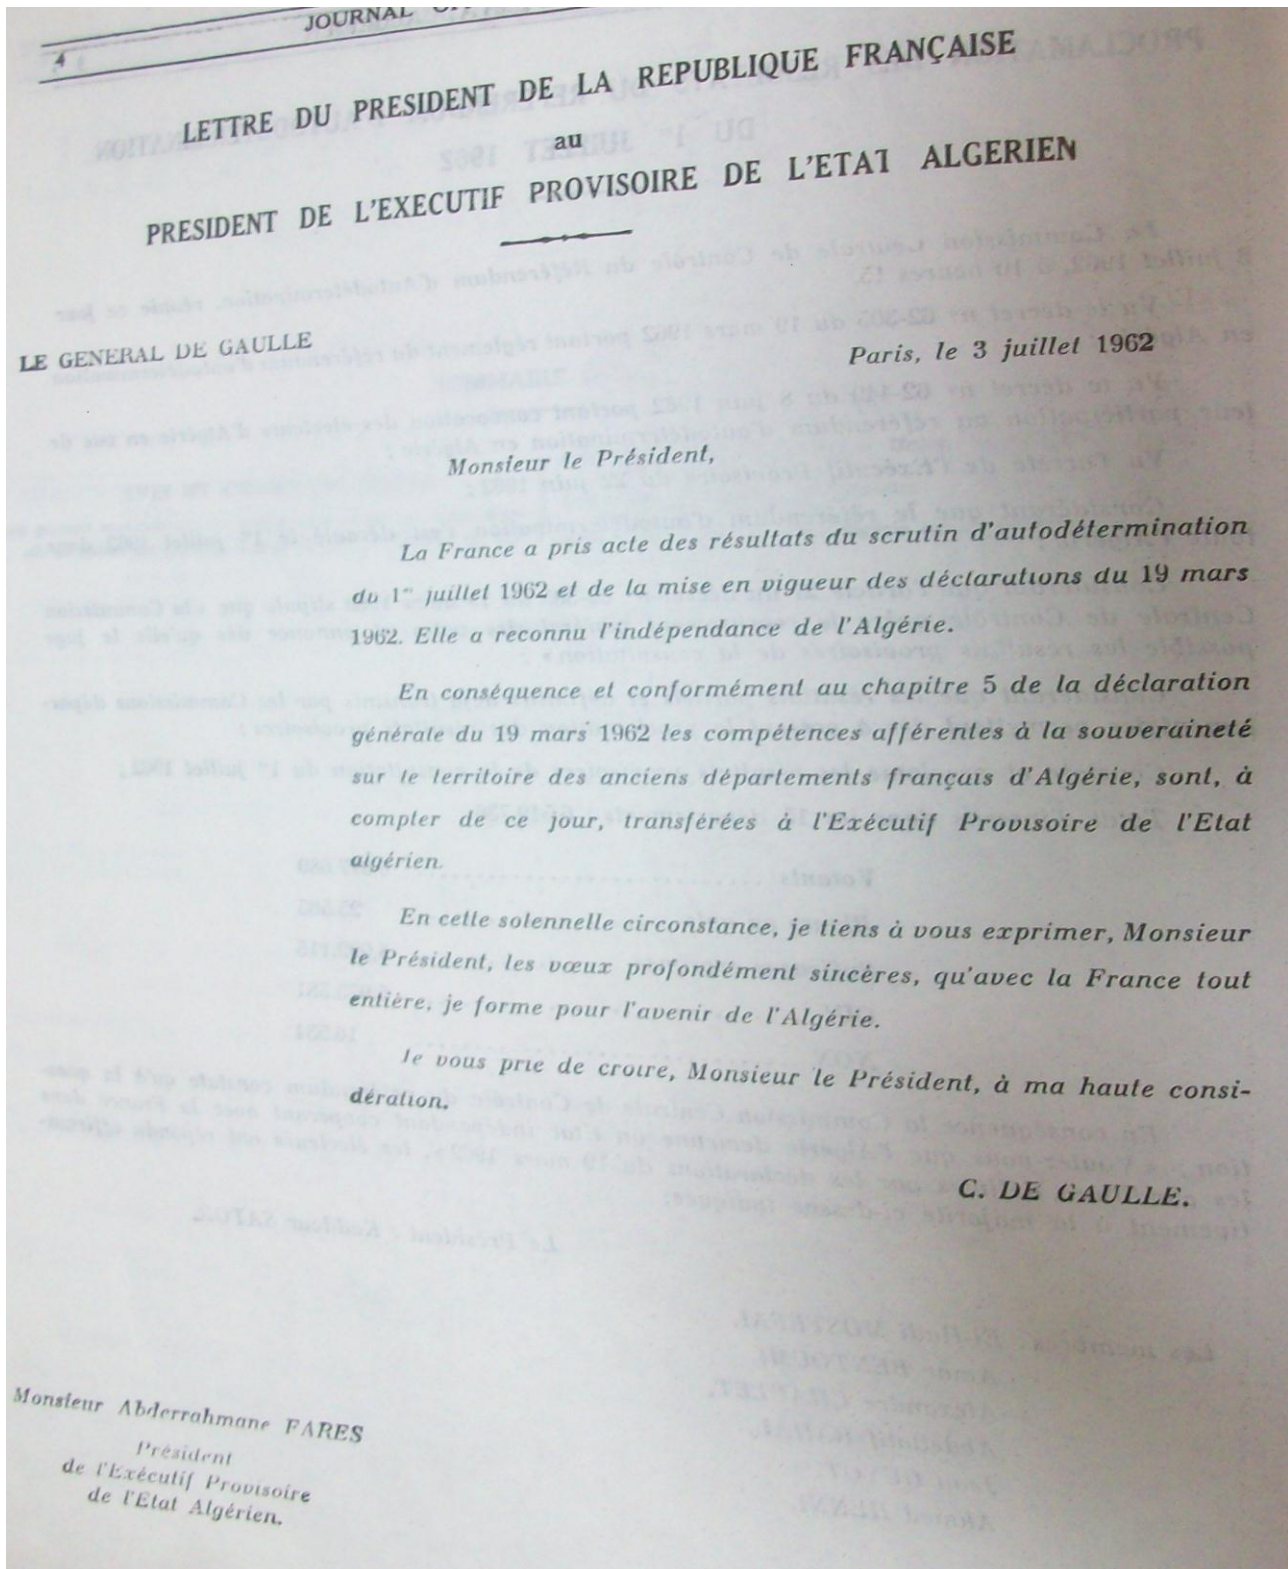 4
JOURNAL
LETTRE DU PRESIDENT DE LA REPUBLIQUE FRANÇAISE
au
PRESIDENT DE L'EXECUTIF PROVISOIRE DE L'ETAT ALGERIEN
LE GENERAL DE GAULLE
Paris, le 3 juillet 1962
Monsieur le Président,
La France a pris acte des résultats du scrutin d'autodétermination
du 1er juillet 1962 et de la mise en vigueur des déclarations du 19 mars
1962. Elle a reconnu l'indépendance de l'Algérie.
En conséquence et conformément au chapitre 5 de la déclaration
générale du 19 mars 1962 les compétences afférentes à la souveraineté
sur le territoire des anciens départements français d'Algérie, sont, à
compter de ce jour, transférées à l'Exécutif Provisoire de l'Etat
algérien.
En cette solennelle circonstance, je tiens à vous exprimer, Monsieur
le Président, les vœux profondément sincères, qu'avec la France tout
entière, je forme pour l'avenir de l'Algérie.
Je vous prie de croire, Monsieur le Président, à ma haute consi-
dération.
C. DE GAULLE.
Monsieur Abderrahmane FARES
Président
de l'Exécutif Provisoire
de l'Etat Algérien.